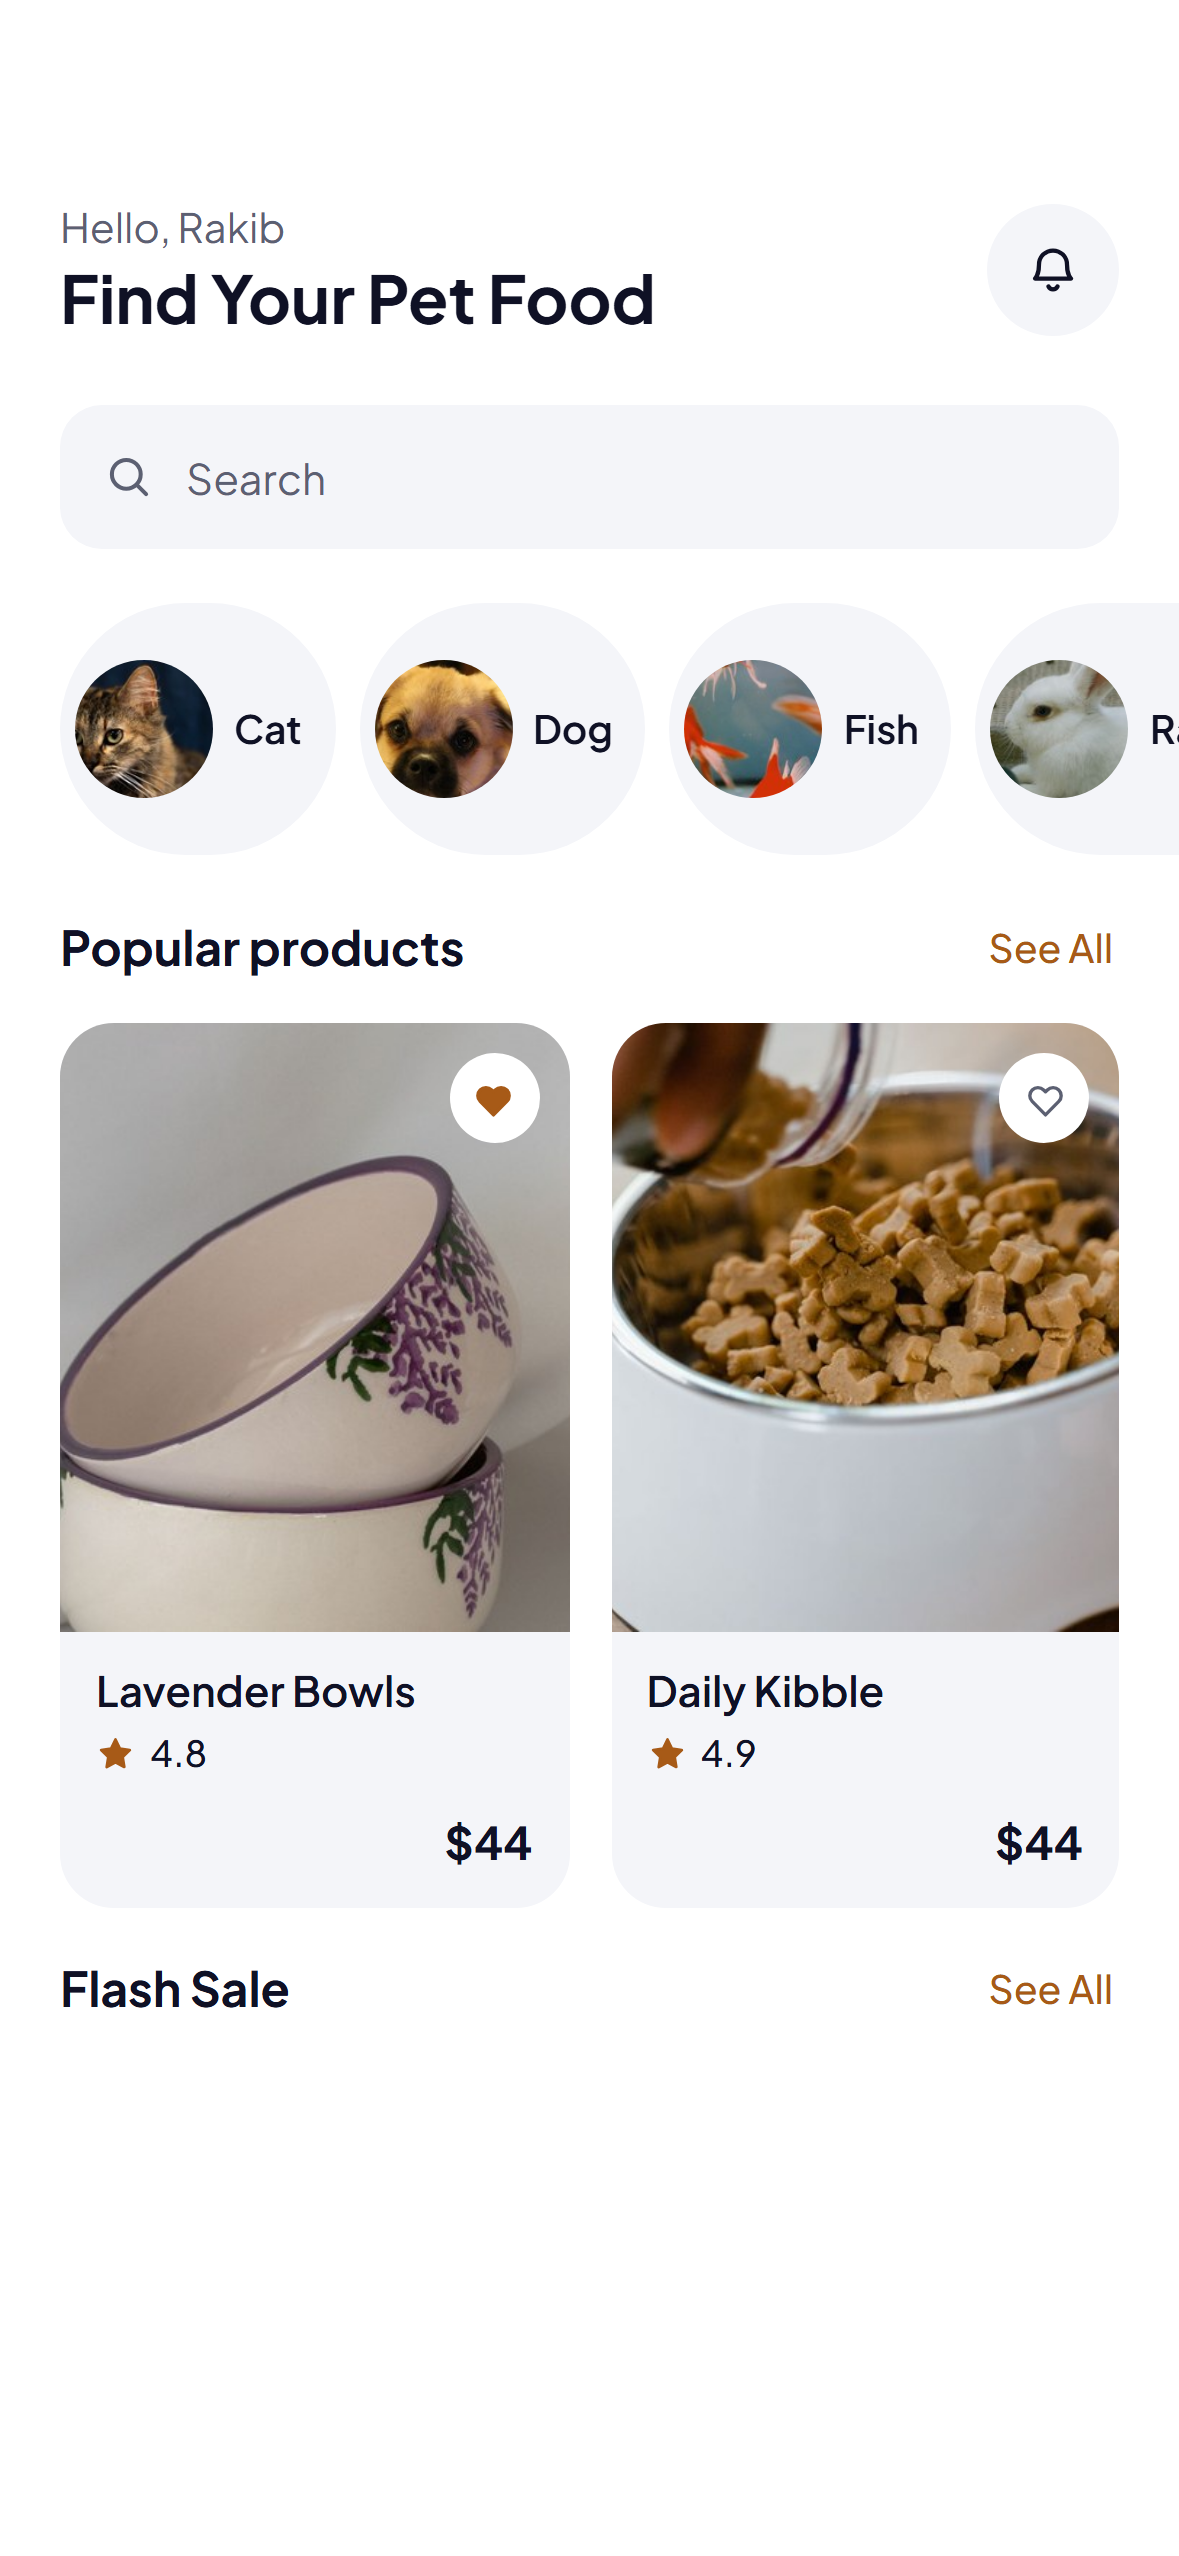 Hello, Rakib
Find Your Pet Food
Search
Cat
Dog
Fish
Popular products
See All
Lavender Bowls
4.8
$44
Daily Kibble
4.9
$44
Flash Sale
See All